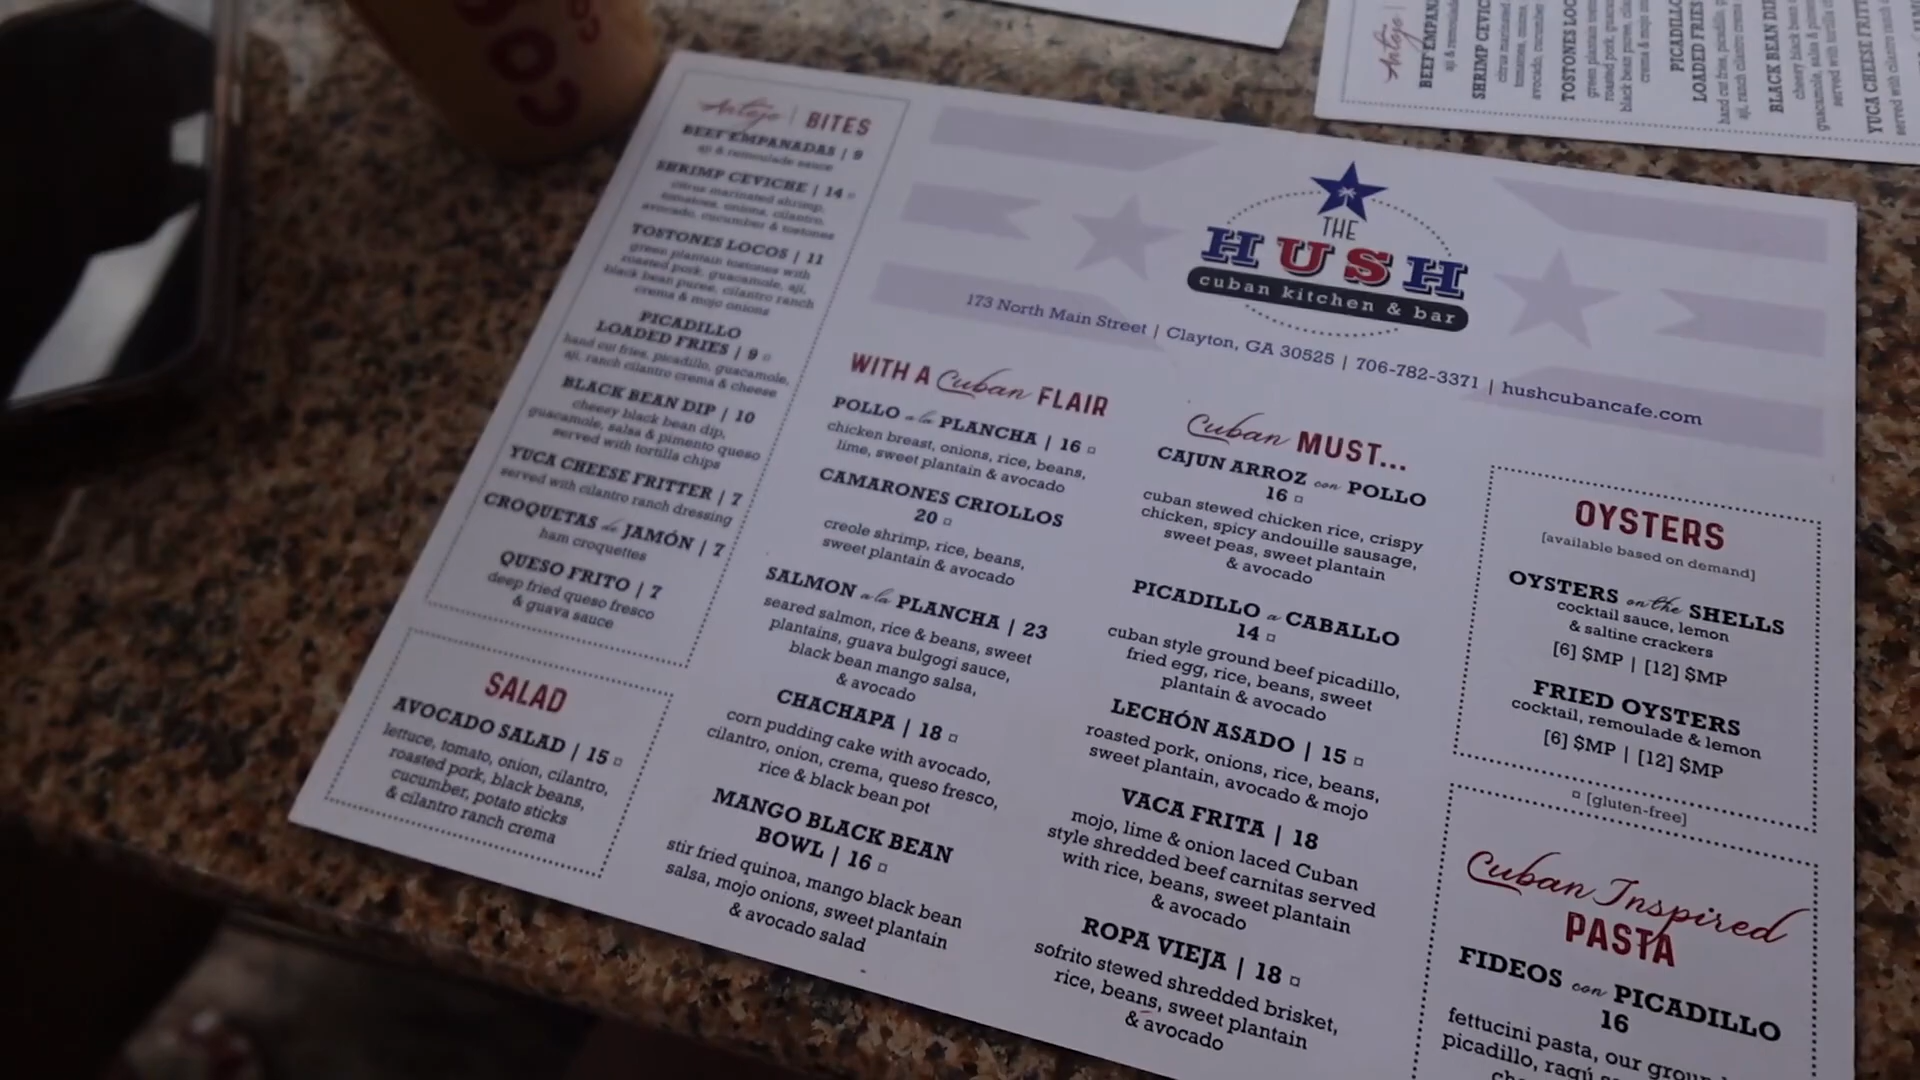 Antojo | BITES
BEEF EMPANADAS | 9
aji & remoulade sauce
SHRIMP CEVICHE | 14 ¤
citrus marinated shrimp,
tomatoes, onions, cilantro,
avocado, cucumber & tostones
TOSTONES LOCOS | 11
green plantain tostones with
roasted pork, guacamole, aji,
black bean puree, cilantro ranch
crema & mojo onions
PICADILLO
LOADED FRIES | 9 ¤
hand cut fries, picadillo, guacamole,
aji, ranch cilantro crema & cheese
BLACK BEAN DIP | 10
cheesy black bean dip,
guacamole, salsa & pimento queso
served with tortilla chips
YUCA CHEESE FRITTER | 7
served with cilantro ranch dressing
CROQUETAS de JAMÓN | 7
ham croquettes
QUESO FRITO | 7
deep fried queso fresco
& guava sauce
SALAD
AVOCADO SALAD | 15 ¤
lettuce, tomato, onion, cilantro,
roasted pork, black beans,
cucumber, potato sticks
& cilantro ranch crema
THE
HUSH
cuban kitchen & bar
173 North Main Street | Clayton, GA 30525 | 706-782-3371 | hushcubancafe.com
WITH A Cuban FLAIR
POLLO a la PLANCHA | 16 ¤
chicken breast, onions, rice, beans,
lime, sweet plantain & avocado
CAMARONES CRIOLLOS
20 ¤
creole shrimp, rice, beans,
sweet plantain & avocado
SALMON a la PLANCHA | 23
seared salmon, rice & beans, sweet
plantains, guava bulgogi sauce,
black bean mango salsa,
& avocado
CHACHAPA | 18 ¤
corn pudding cake with avocado,
cilantro, onion, crema, queso fresco,
rice & black bean pot
MANGO BLACK BEAN
BOWL | 16 ¤
stir fried quinoa, mango black bean
salsa, mojo onions, sweet plantain
& avocado salad
Cuban MUST...
CAJUN ARROZ con POLLO
16 ¤
cuban stewed chicken rice, crispy
chicken, spicy andouille sausage,
sweet peas, sweet plantain
& avocado
PICADILLO a CABALLO
14 ¤
cuban style ground beef picadillo,
fried egg, rice, beans, sweet
plantain & avocado
LECHÓN ASADO | 15 ¤
roasted pork, onions, rice, beans,
sweet plantain, avocado & mojo
VACA FRITA | 18
mojo, lime & onion laced Cuban
style shredded beef carnitas served
with rice, beans, sweet plantain
& avocado
ROPA VIEJA | 18 ¤
sofrito stewed shredded brisket,
rice, beans, sweet plantain
& avocado
OYSTERS
[available based on demand]
OYSTERS on the SHELLS
cocktail sauce, lemon
& saltine crackers
[6] $MP | [12] $MP
FRIED OYSTERS
cocktail, remoulade & lemon
[6] $MP | [12] $MP
¤ [gluten-free]
Cuban Inspired
PASTA
FIDEOS con PICADILLO
16
fettucini pasta, our
picadillo, ragú
Antojo
BEEF EMPAN
SHRIMP CEVIC
TOSTONES LOC
PICADILLO
LOADED FRIES
BLACK BEAN DI
YUCA CHEESE FRITT